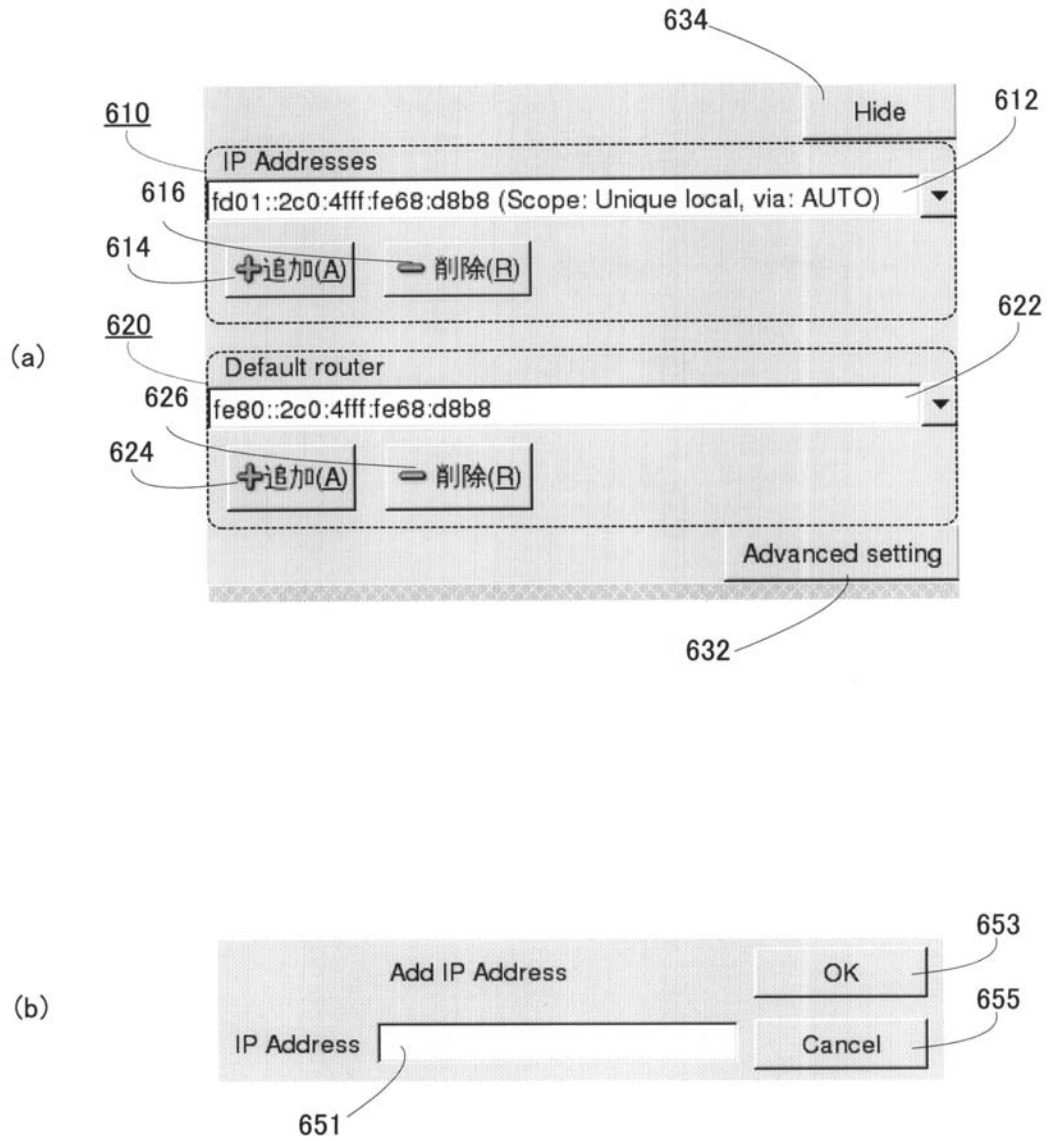 634
Hide
612
610
IP Addresses
fd01::2c0:4fff:fe68:d8b8 (Scope: Unique local, via: AUTO)
616
614
追加(A)
削除(R)
(a)
620
622
Default router
fe80::2c0:4fff:fe68:d8b8
626
624
追加(A)
削除(R)
Advanced setting
632
(b)
653
Add IP Address
OK
655
IP Address
Cancel
651